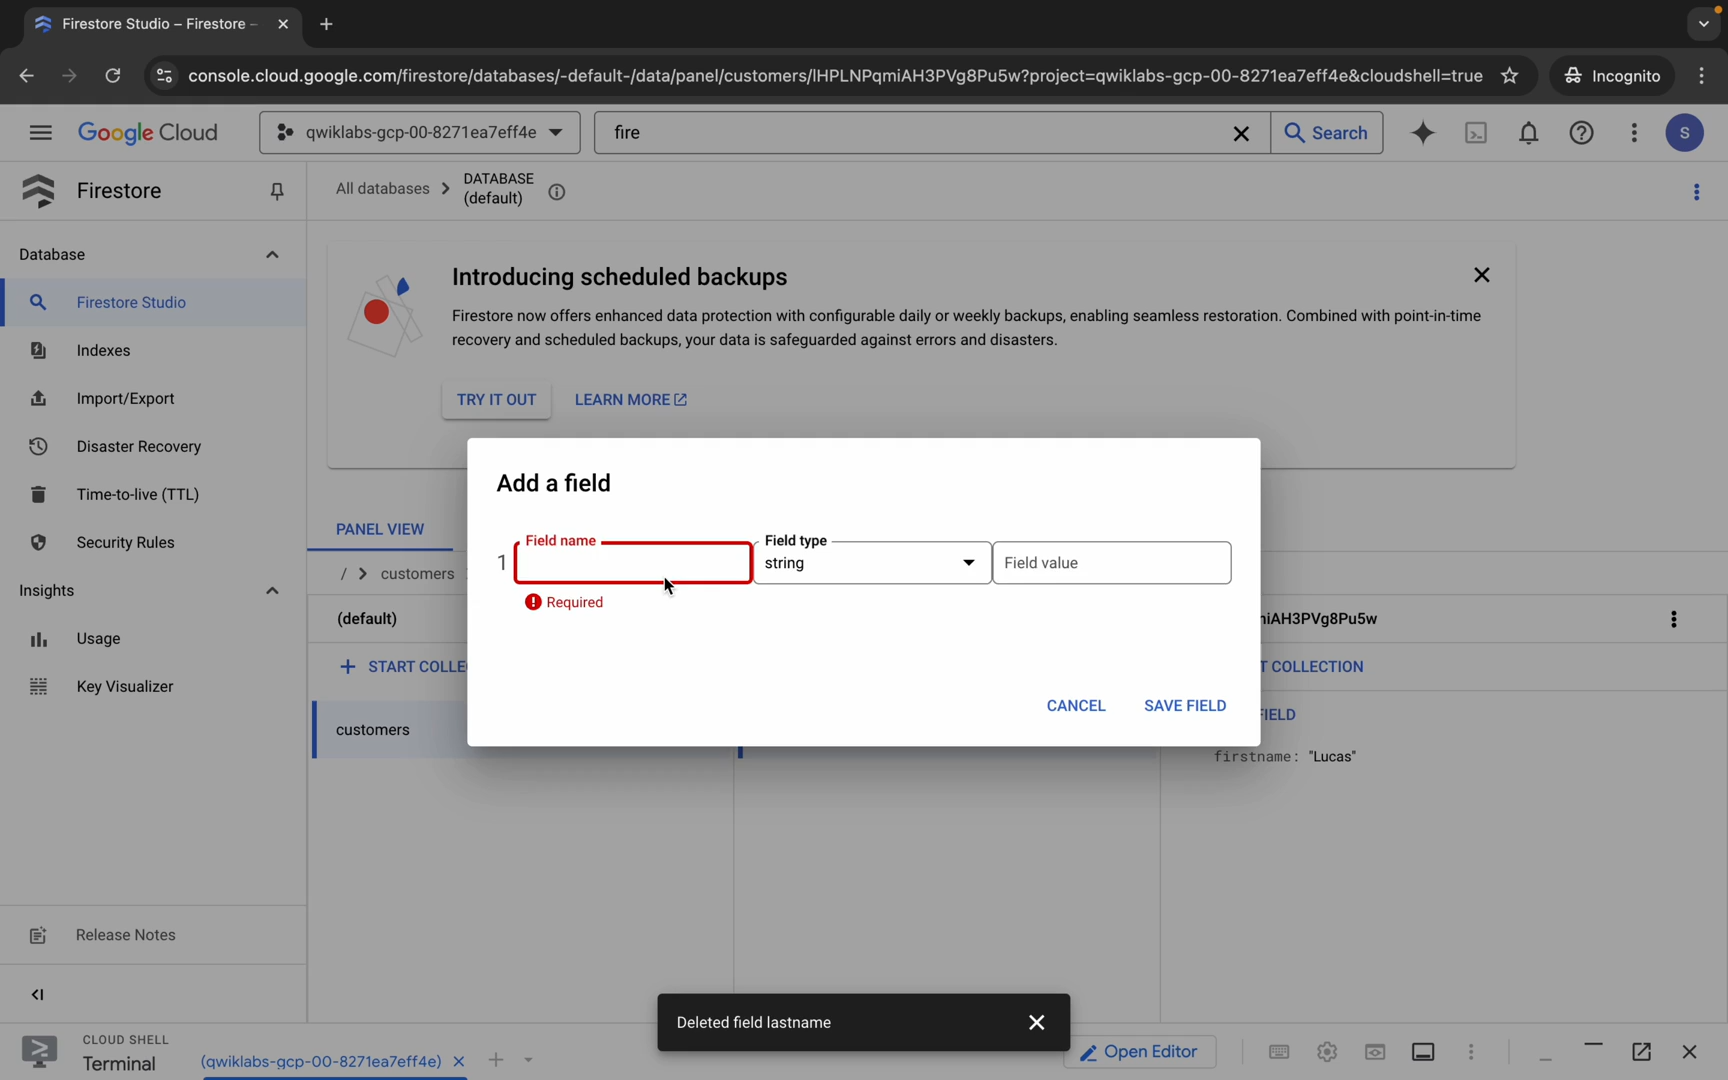 Firestore Studio – Firestore –
console.cloud.google.com/firestore/databases/-default-/data/panel/customers/IHPLNPqmiAH3PVg8Pu5w?project=qwiklabs-gcp-00-8271ea7eff4e&cloudshell=true
Incognito
Google Cloud
qwiklabs-gcp-00-8271ea7eff4e
fire
Search
S
Firestore
All databases
DATABASE
(default)
Database
Firestore Studio
Indexes
Import/Export
Disaster Recovery
Time-to-live (TTL)
Security Rules
Insights
Usage
Key Visualizer
Release Notes
Introducing scheduled backups
Firestore now offers enhanced data protection with configurable daily or weekly backups, enabling seamless restoration. Combined with point-in-time
recovery and scheduled backups, your data is safeguarded against errors and disasters.
TRY IT OUT
LEARN MORE
PANEL VIEW
/ customers
(default)
START COLLE
customers
Add a field
1
Field name
Required
Field type
string
Field value
CANCEL
SAVE FIELD
iAH3PVg8Pu5w
T COLLECTION
FIELD
firstname: "Lucas"
Deleted field lastname
CLOUD SHELL
Terminal
(qwiklabs-gcp-00-8271ea7eff4e)
Open Editor